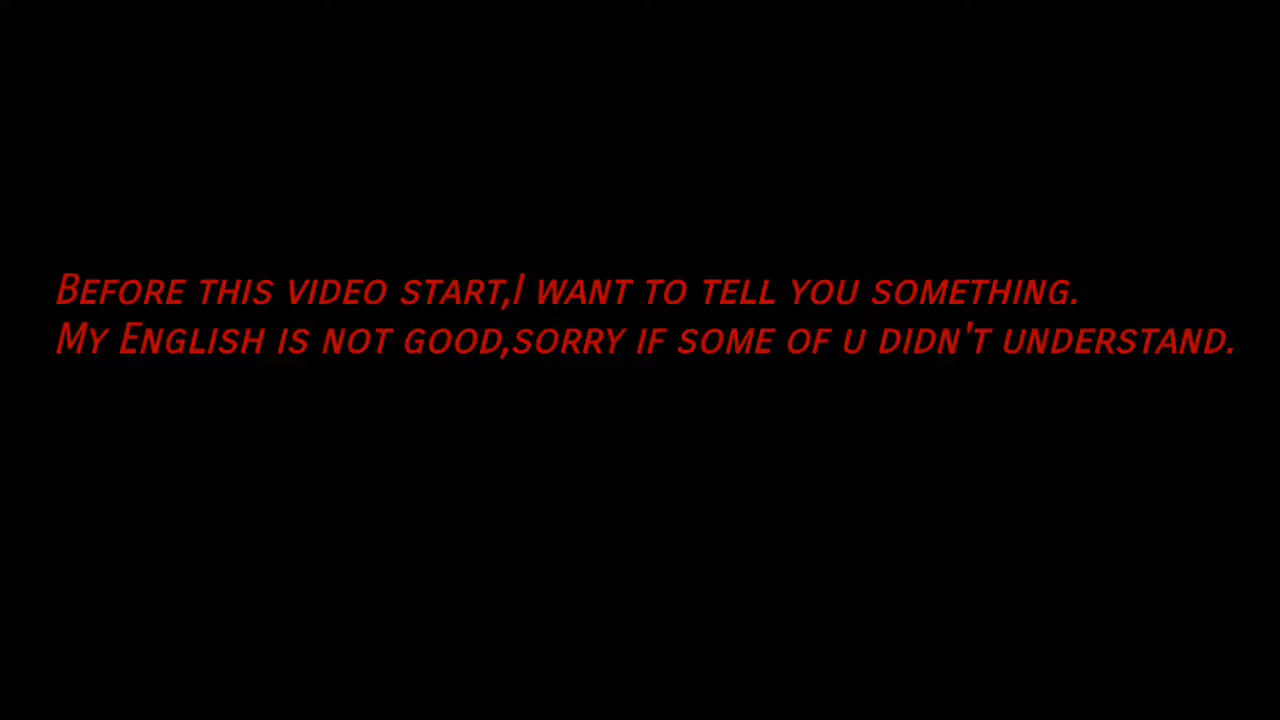 Before this video start,I want to tell you something.
My English is not good,sorry if some of u didn't understand.